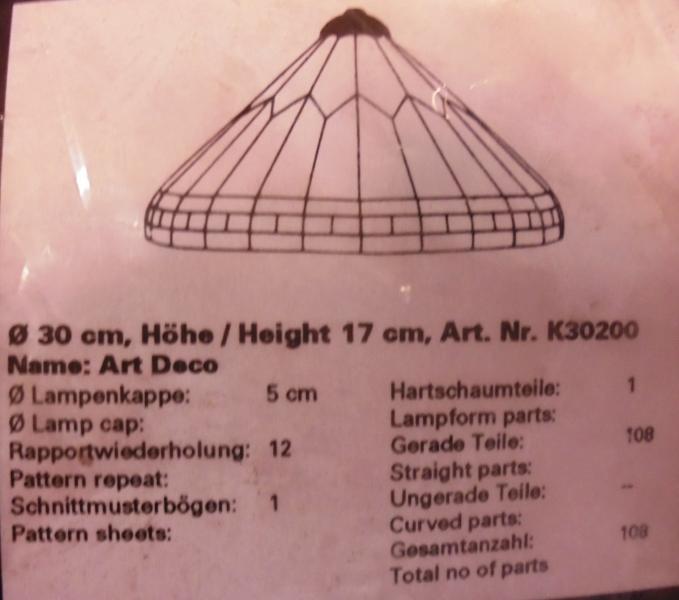 Ø 30 cm, Höhe / Height 17 cm, Art. Nr. K30200
Name: Art Deco
Ø Lampenkappe: 5 cm
Ø Lamp cap:
Rapportwiederholung: 12
Pattern repeat:
Schnittmusterbögen: 1
Pattern sheets:
Hartschaumteile: 1
Lampform parts:
Gerade Teile: 108
Straight parts:
Ungerade Teile: --
Curved parts:
Gesamtanzahl: 108
Total no of parts